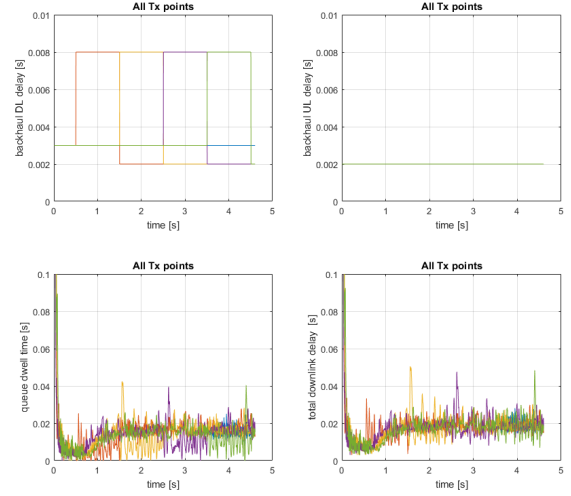 All Tx points
0.01
0.008
0.006
0.004
0.002
0
backhaul DL delay [s]
0 1 2 3 4 5
time [s]
All Tx points
0.01
0.008
0.006
0.004
0.002
0
backhaul UL delay [s]
0 1 2 3 4 5
time [s]
All Tx points
0.1
0.08
0.06
0.04
0.02
0
queue dwell time [s]
0 1 2 3 4 5
time [s]
All Tx points
0.1
0.08
0.06
0.04
0.02
0
total downlink delay [s]
0 1 2 3 4 5
time [s]